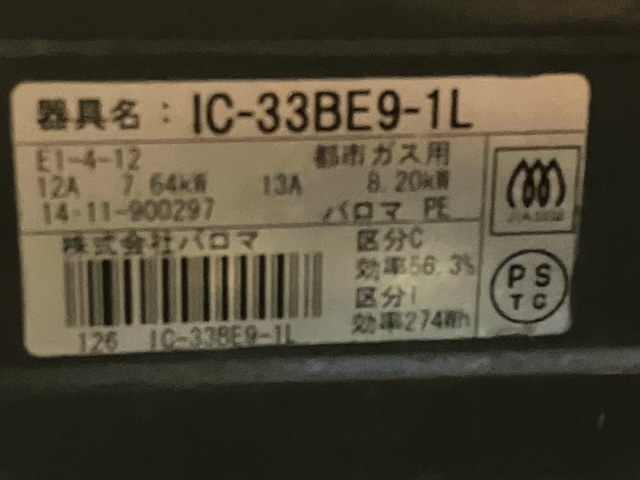 器具名：IC-33BE9-1L
E1-4-12 都市ガス用
12A 7.64kW 13A 8.20kW
14-11-900297 パロマ PE
株式会社パロマ
126 IC-33BE9-1L
区分C
効率56.3%
区分I
効率274Wh
JIA
PS
TC